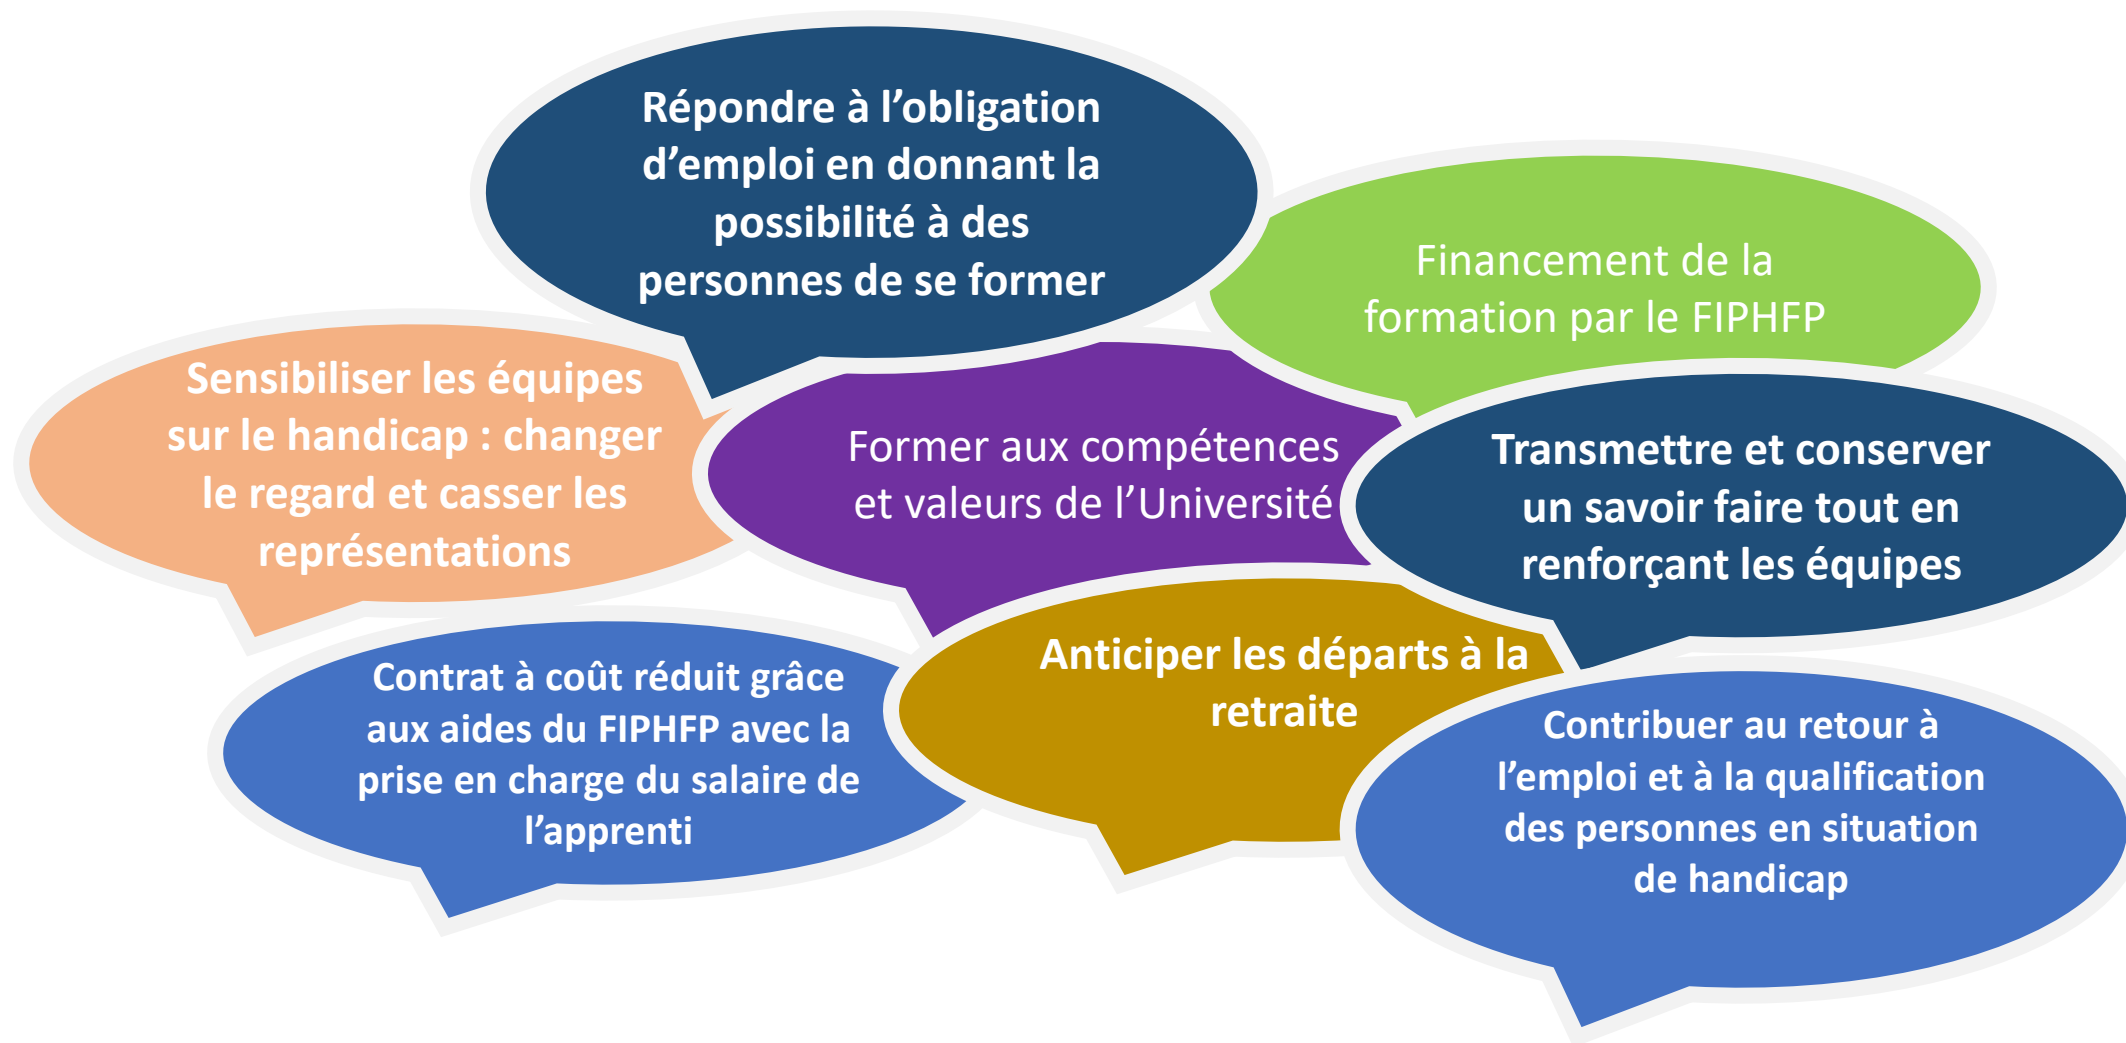 Répondre à l’obligation
d’emploi en donnant la
possibilité à des
personnes de se former
Financement de la
formation par le FIPHFP
Sensibiliser les équipes
sur le handicap : changer
le regard et casser les
représentations
Former aux compétences
et valeurs de l’Université
Transmettre et conserver
un savoir faire tout en
renforçant les équipes
Contrat à coût réduit grâce
aux aides du FIPHFP avec la
prise en charge du salaire de
l’apprenti
Anticiper les départs à la
retraite
Contribuer au retour à
l’emploi et à la qualification
des personnes en situation
de handicap